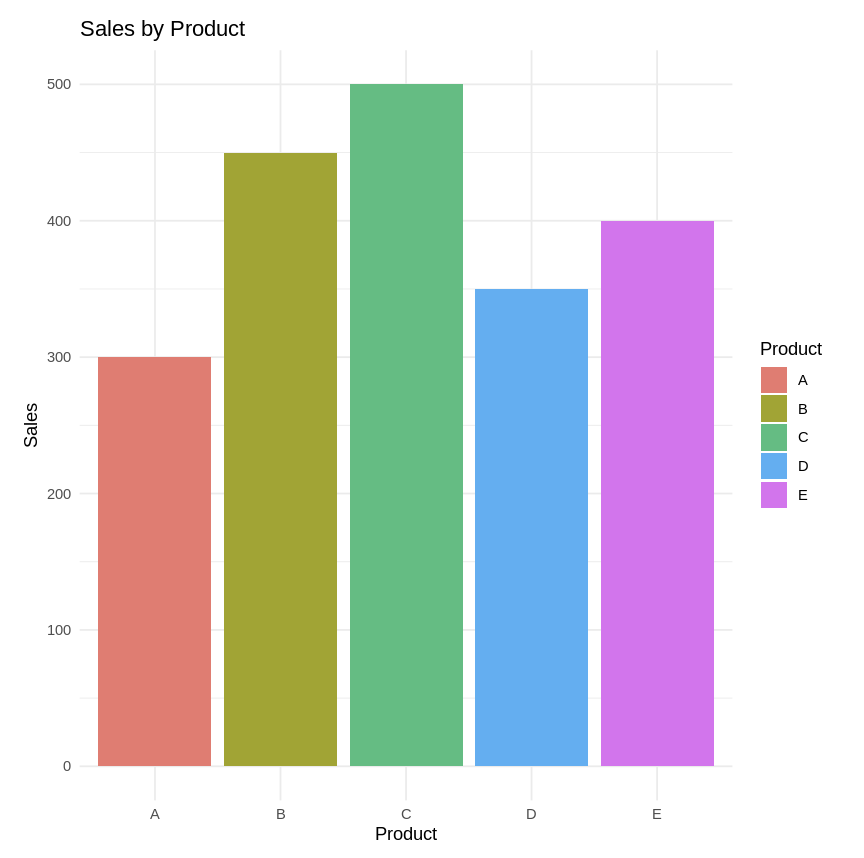 Sales by Product
500
400
300
200
100
0
Sales
A
B
C
D
E
Product
Product
A
B
C
D
E